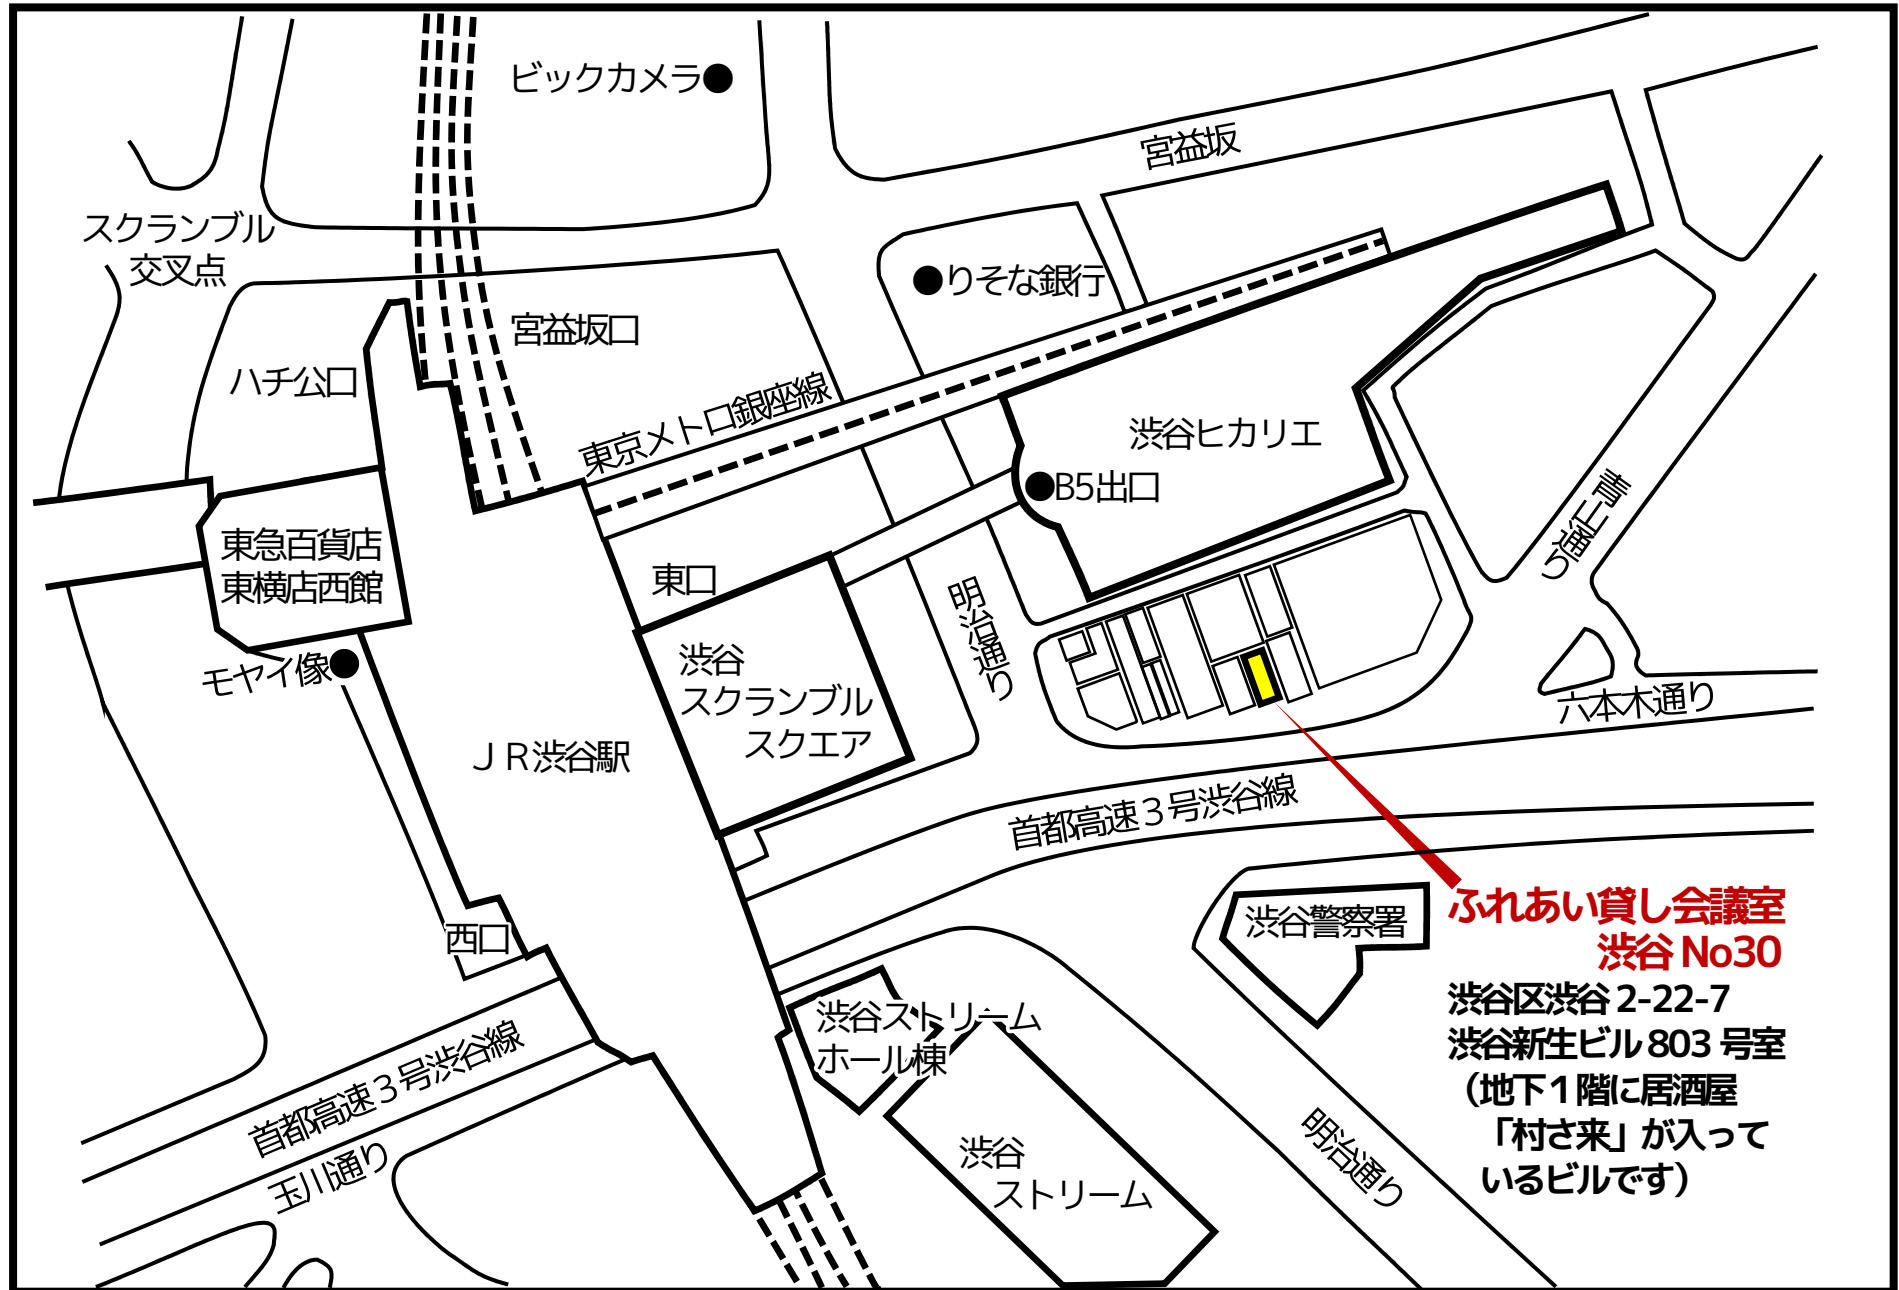 ビックカメラ
宮益坂
スクランブル
交叉点
りそな銀行
宮益坂口
ハチ公口
東京メトロ銀座線
渋谷ヒカリエ
B5出口
青山通り
東急百貨店
東横店西館
東口
明治通り
モヤイ像
渋谷
スクランブル
スクエア
六本木通り
ＪＲ渋谷駅
首都高速３号渋谷線
ふれあい貸し会議室
渋谷 No30
渋谷区渋谷 2-22-7
渋谷新生ビル 803 号室
（地下１階に居酒屋
「村さ来」が入って
いるビルです）
渋谷警察署
西口
渋谷ストリーム
ホール棟
首都高速３号渋谷線
玉川通り
渋谷
ストリーム
明治通り